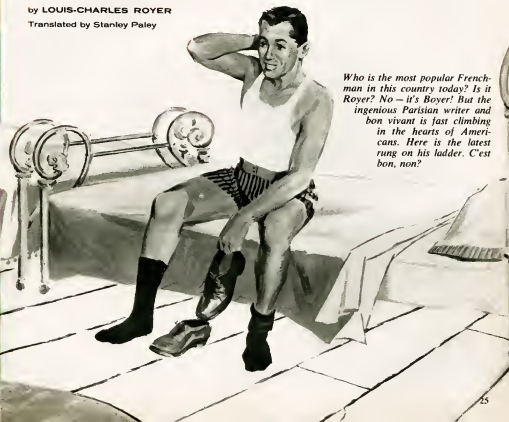 by LOUIS-CHARLES ROYER
Translated by Stanley Paley
Who is the most popular French-
man in this country today? Is it
Royer? No — it's Boyer! But the
ingenious Parisian writer and
bon vivant is fast climbing
in the hearts of Ameri-
cans. Here is the latest
rung on his ladder. C'est
bon, non?
25